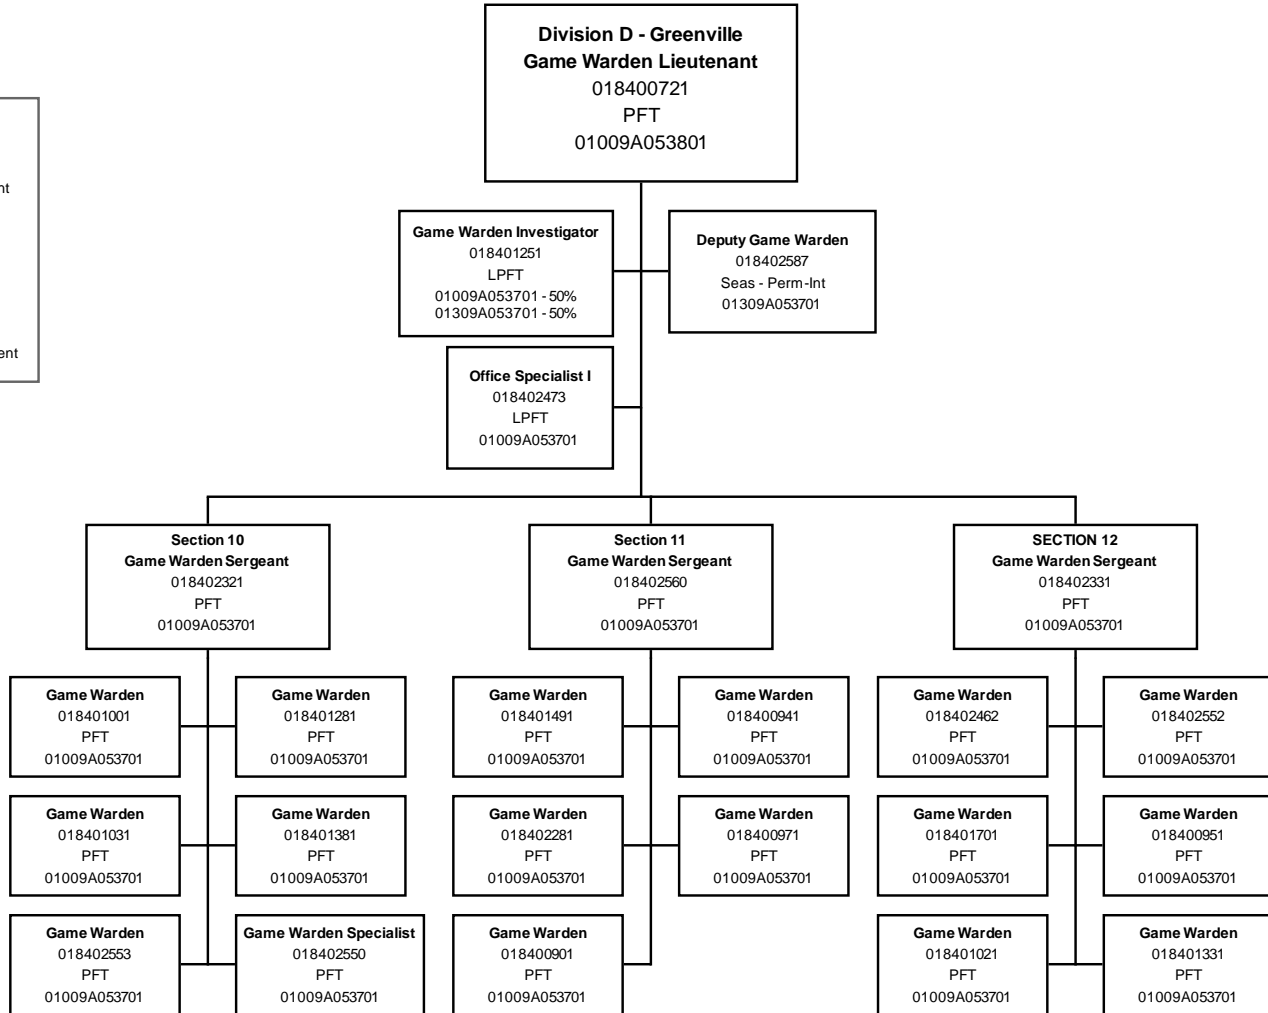 Division D - Greenville
Game Warden Lieutenant
018400721
PFT
01009A053801
Game Warden Investigator
018401251
LPFT
01009A053701 - 50%
01309A053701 - 50%
Deputy Game Warden
018402587
Seas - Perm-Int
01309A053701
Office Specialist I
018402473
LPFT
01009A053701
Section 10
Game Warden Sergeant
018402321
PFT
01009A053701
Section 11
Game Warden Sergeant
018402560
PFT
01009A053701
SECTION 12
Game Warden Sergeant
018402331
PFT
01009A053701
Game Warden
018401001
PFT
01009A053701
Game Warden
018401281
PFT
01009A053701
Game Warden
018401491
PFT
01009A053701
Game Warden
018400941
PFT
01009A053701
Game Warden
018402462
PFT
01009A053701
Game Warden
018402552
PFT
01009A053701
Game Warden
018401031
PFT
01009A053701
Game Warden
018401381
PFT
01009A053701
Game Warden
018402281
PFT
01009A053701
Game Warden
018400971
PFT
01009A053701
Game Warden
018401701
PFT
01009A053701
Game Warden
018400951
PFT
01009A053701
Game Warden
018402553
PFT
01009A053701
Game Warden Specialist
018402550
PFT
01009A053701
Game Warden
018400901
PFT
01009A053701
Game Warden
018401021
PFT
01009A053701
Game Warden
018401331
PFT
01009A053701